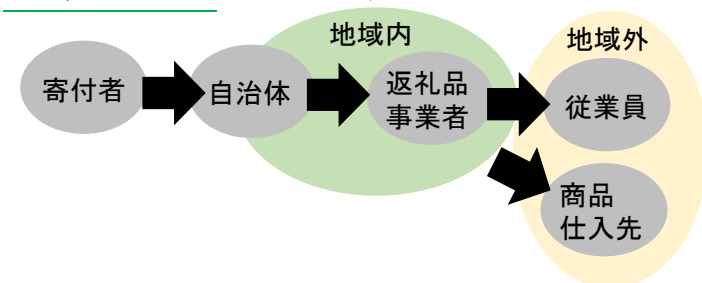 地域内
地域外
寄付者
自治体
返礼品
事業者
従業員
商品
仕入先